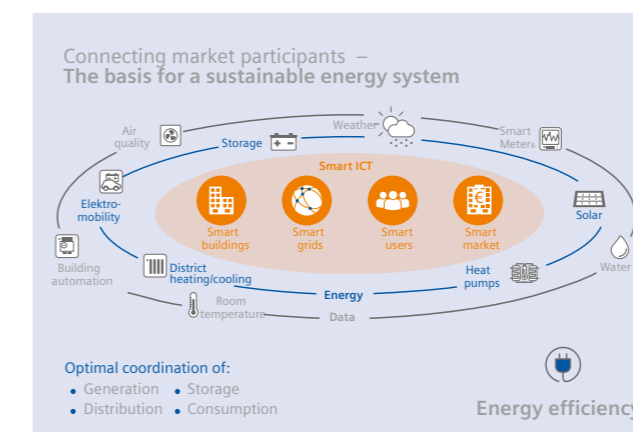 Connecting market participants –
The basis for a sustainable energy system
Air
quality
Weather
Smart
Meters
Storage
Smart ICT
Elektro-
mobility
Smart
buildings
Smart
grids
Smart
users
Smart
market
Solar
Building
automation
District
heating/cooling
Heat
pumps
Water
Room
temperature
Energy
Data
Optimal coordination of:
• Generation • Storage
• Distribution • Consumption
Energy efficiency